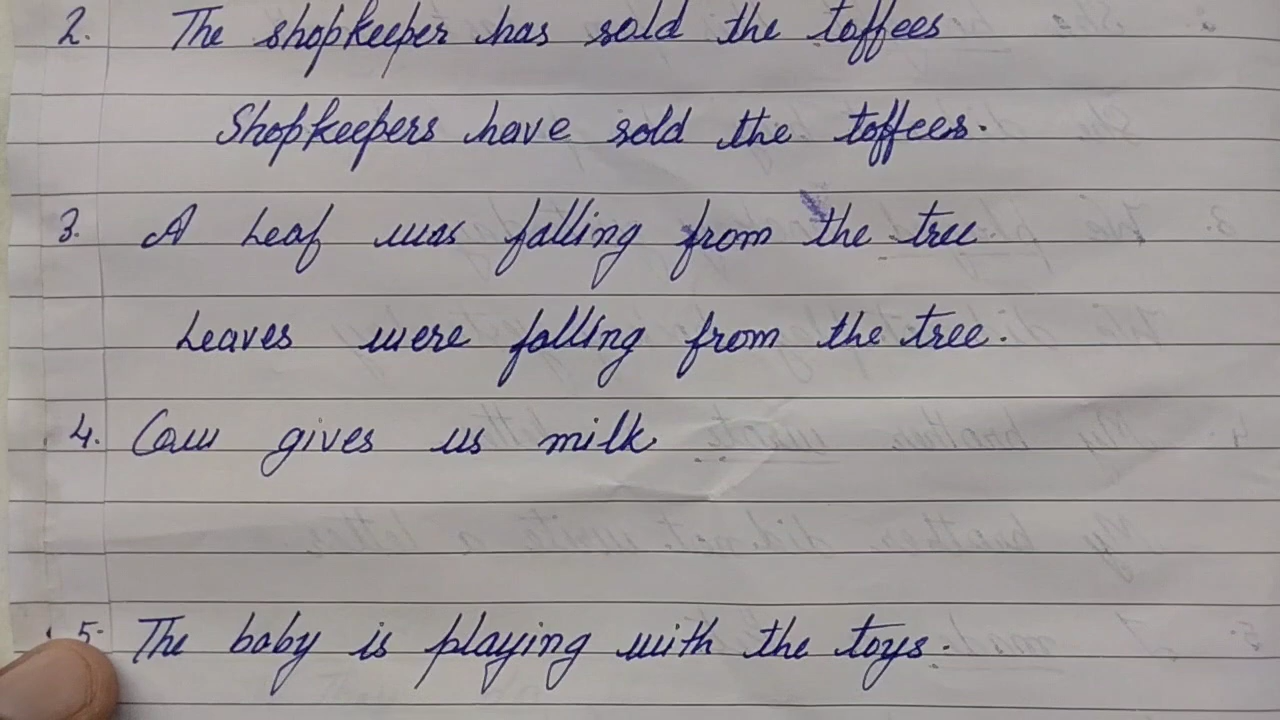 2. The shopkeeper has sold the toffees
Shopkeepers have sold the toffees.
3. A Leaf was falling from the tree
Leaves were falling from the tree.
4. Cow gives us milk
5. The baby is playing with the toys.